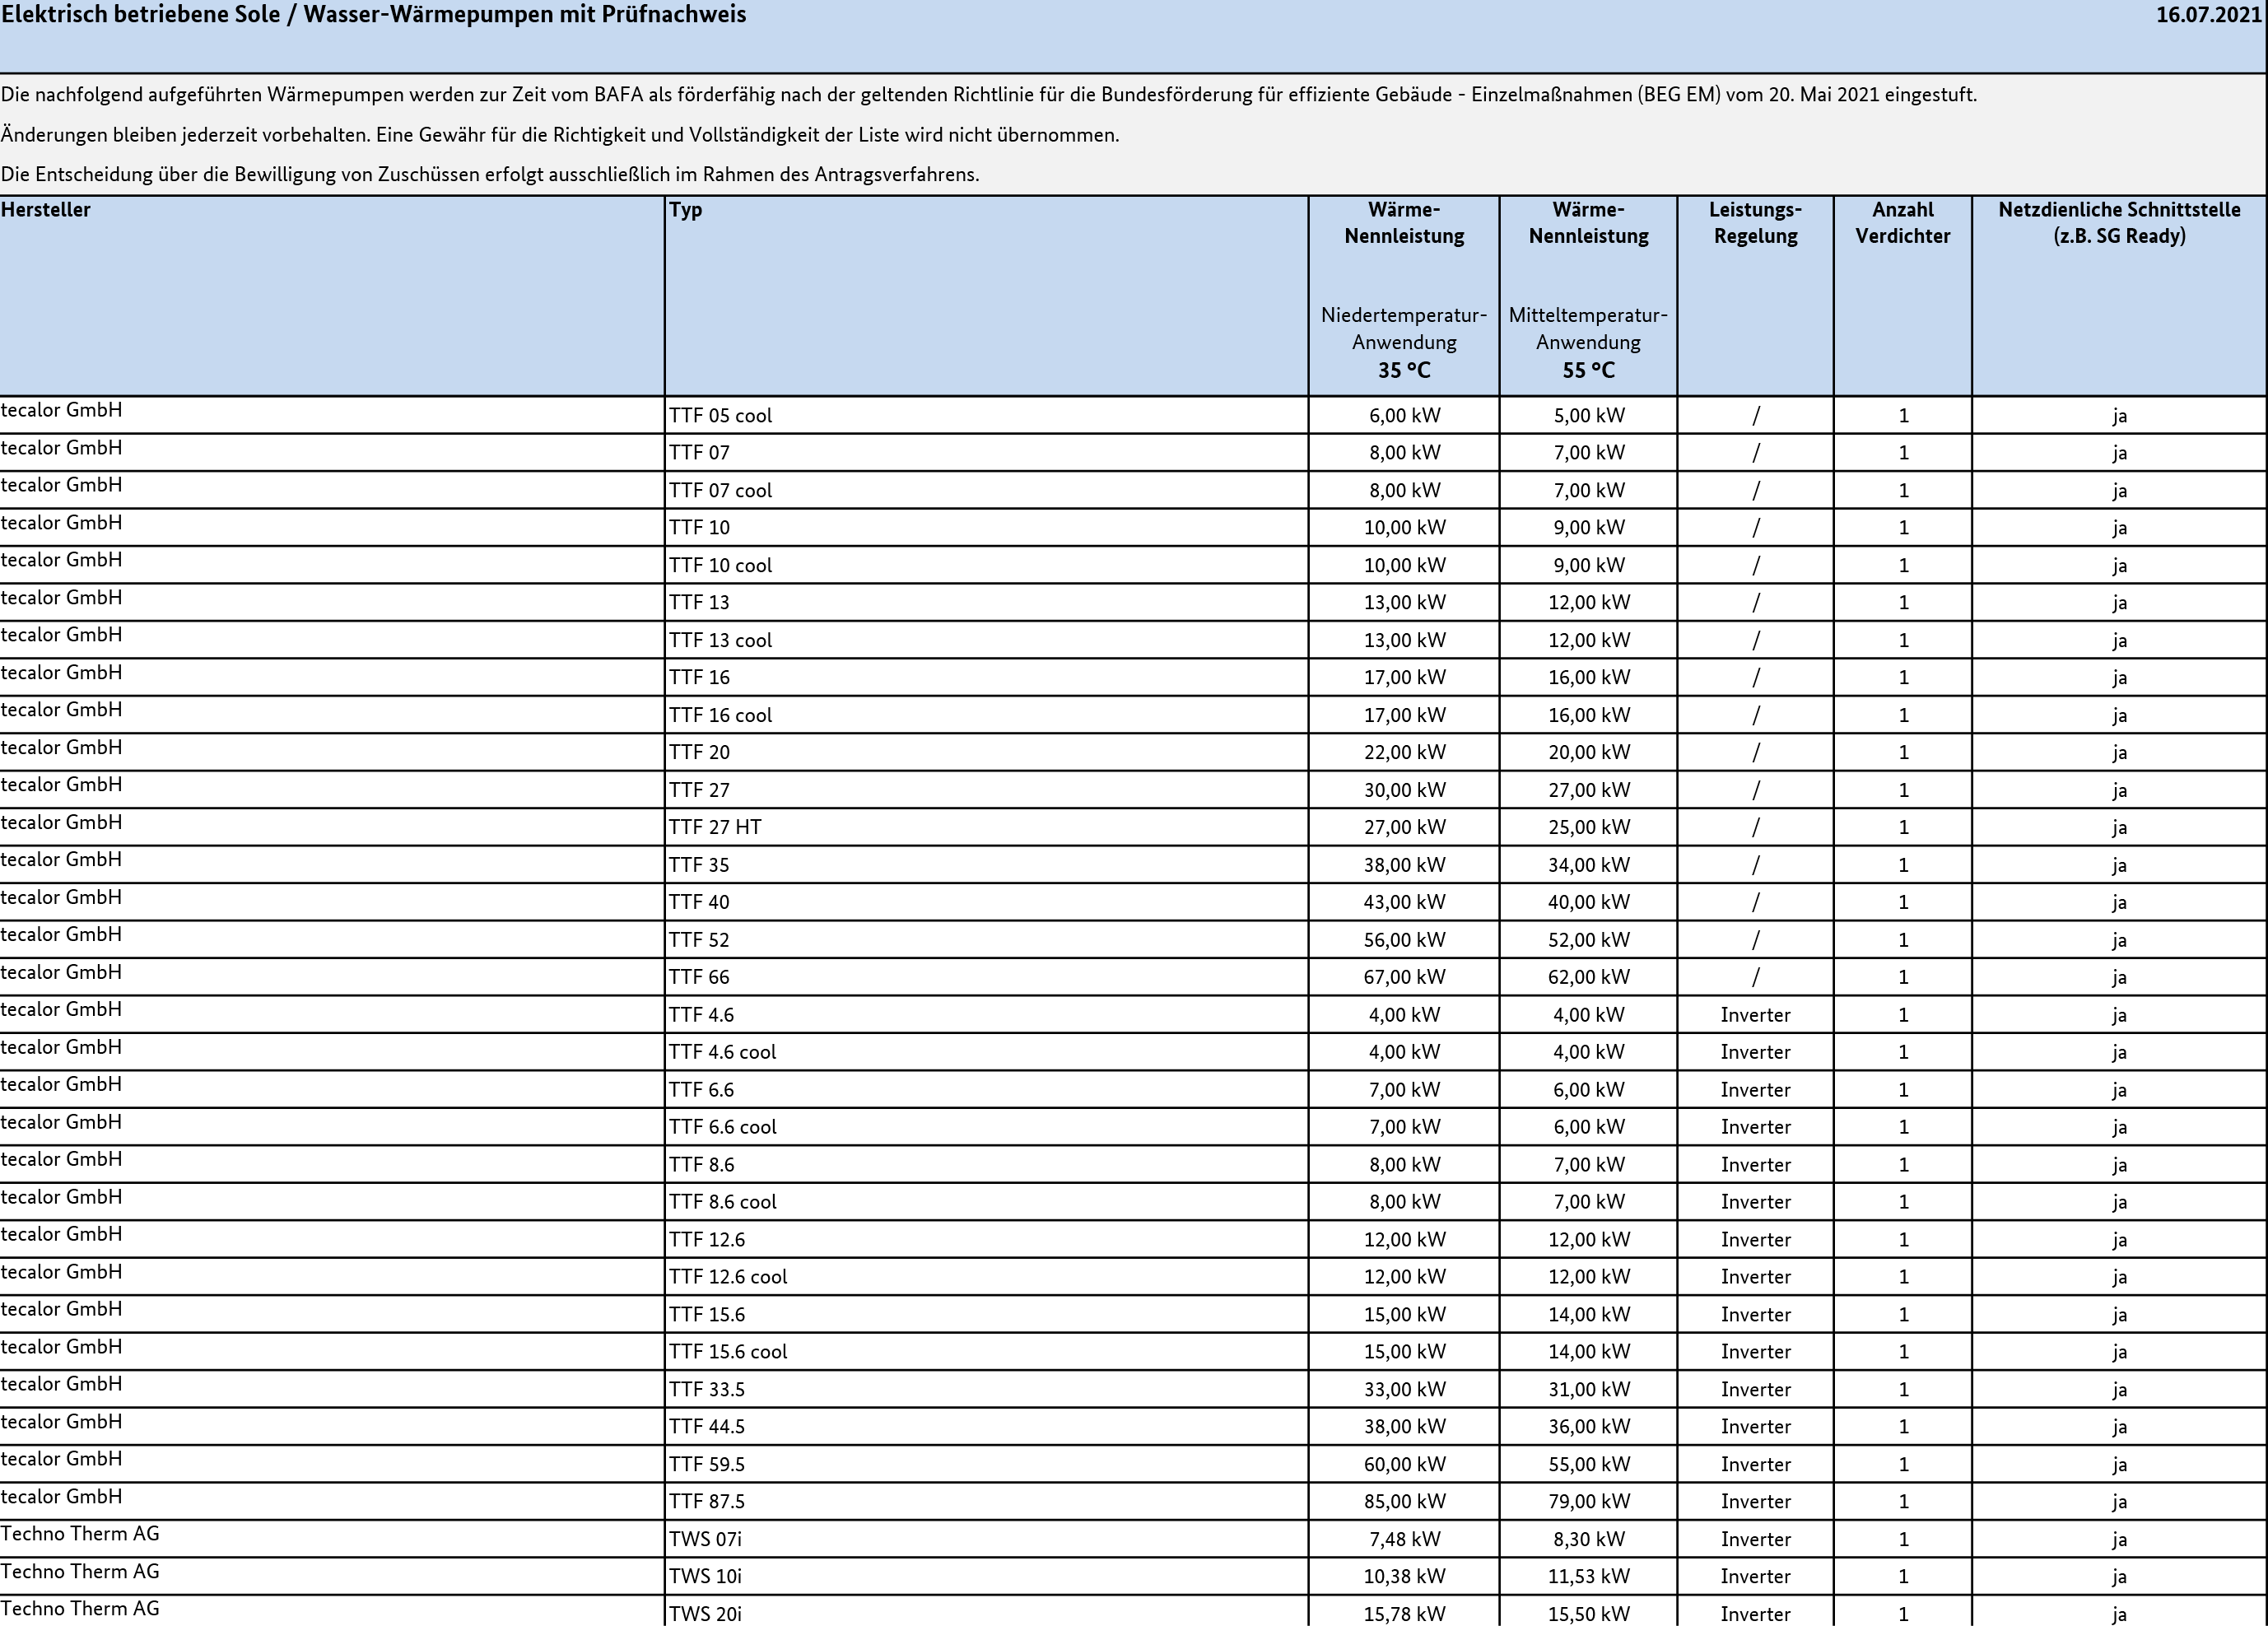 Elektrisch betriebene Sole / Wasser-Wärmepumpen mit Prüfnachweis 16.07.2021
Die nachfolgend aufgeführten Wärmepumpen werden zur Zeit vom BAFA als förderfähig nach der geltenden Richtlinie für die Bundesförderung für effiziente Gebäude - Einzelmaßnahmen (BEG EM) vom 20. Mai 2021 eingestuft.
Änderungen bleiben jederzeit vorbehalten. Eine Gewähr für die Richtigkeit und Vollständigkeit der Liste wird nicht übernommen.
Die Entscheidung über die Bewilligung von Zuschüssen erfolgt ausschließlich im Rahmen des Antragsverfahrens.
Hersteller Typ Wärme- Wärme- Leistungs- Anzahl Netzdienliche Schnittstelle
Nennleistung Nennleistung Regelung Verdichter (z.B. SG Ready)
Niedertemperatur- Mitteltemperatur-
Anwendung Anwendung
35 °C 55 °C
tecalor GmbH TTF 05 cool 6,00 kW 5,00 kW / 1 ja
tecalor GmbH TTF 07 8,00 kW 7,00 kW / 1 ja
tecalor GmbH TTF 07 cool 8,00 kW 7,00 kW / 1 ja
tecalor GmbH TTF 10 10,00 kW 9,00 kW / 1 ja
tecalor GmbH TTF 10 cool 10,00 kW 9,00 kW / 1 ja
tecalor GmbH TTF 13 13,00 kW 12,00 kW / 1 ja
tecalor GmbH TTF 13 cool 13,00 kW 12,00 kW / 1 ja
tecalor GmbH TTF 16 17,00 kW 16,00 kW / 1 ja
tecalor GmbH TTF 16 cool 17,00 kW 16,00 kW / 1 ja
tecalor GmbH TTF 20 22,00 kW 20,00 kW / 1 ja
tecalor GmbH TTF 27 30,00 kW 27,00 kW / 1 ja
tecalor GmbH TTF 27 HT 27,00 kW 25,00 kW / 1 ja
tecalor GmbH TTF 35 38,00 kW 34,00 kW / 1 ja
tecalor GmbH TTF 40 43,00 kW 40,00 kW / 1 ja
tecalor GmbH TTF 52 56,00 kW 52,00 kW / 1 ja
tecalor GmbH TTF 66 67,00 kW 62,00 kW / 1 ja
tecalor GmbH TTF 4.6 4,00 kW 4,00 kW Inverter 1 ja
tecalor GmbH TTF 4.6 cool 4,00 kW 4,00 kW Inverter 1 ja
tecalor GmbH TTF 6.6 7,00 kW 6,00 kW Inverter 1 ja
tecalor GmbH TTF 6.6 cool 7,00 kW 6,00 kW Inverter 1 ja
tecalor GmbH TTF 8.6 8,00 kW 7,00 kW Inverter 1 ja
tecalor GmbH TTF 8.6 cool 8,00 kW 7,00 kW Inverter 1 ja
tecalor GmbH TTF 12.6 12,00 kW 12,00 kW Inverter 1 ja
tecalor GmbH TTF 12.6 cool 12,00 kW 12,00 kW Inverter 1 ja
tecalor GmbH TTF 15.6 15,00 kW 14,00 kW Inverter 1 ja
tecalor GmbH TTF 15.6 cool 15,00 kW 14,00 kW Inverter 1 ja
tecalor GmbH TTF 33.5 33,00 kW 31,00 kW Inverter 1 ja
tecalor GmbH TTF 44.5 38,00 kW 36,00 kW Inverter 1 ja
tecalor GmbH TTF 59.5 60,00 kW 55,00 kW Inverter 1 ja
tecalor GmbH TTF 87.5 85,00 kW 79,00 kW Inverter 1 ja
Techno Therm AG TWS 07i 7,48 kW 8,30 kW Inverter 1 ja
Techno Therm AG TWS 10i 10,38 kW 11,53 kW Inverter 1 ja
Techno Therm AG TWS 20i 15,78 kW 15,50 kW Inverter 1 ja